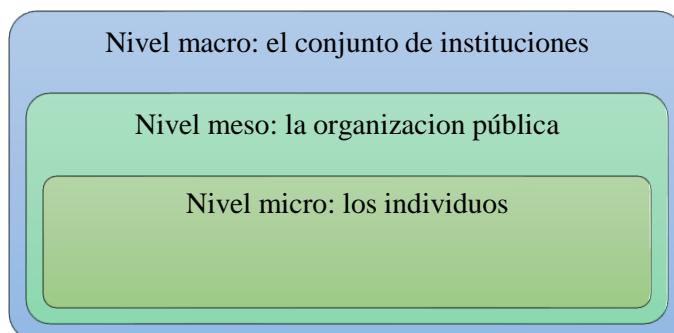 Nivel macro: el conjunto de instituciones
Nivel meso: la organizacion pública
Nivel micro: los individuos